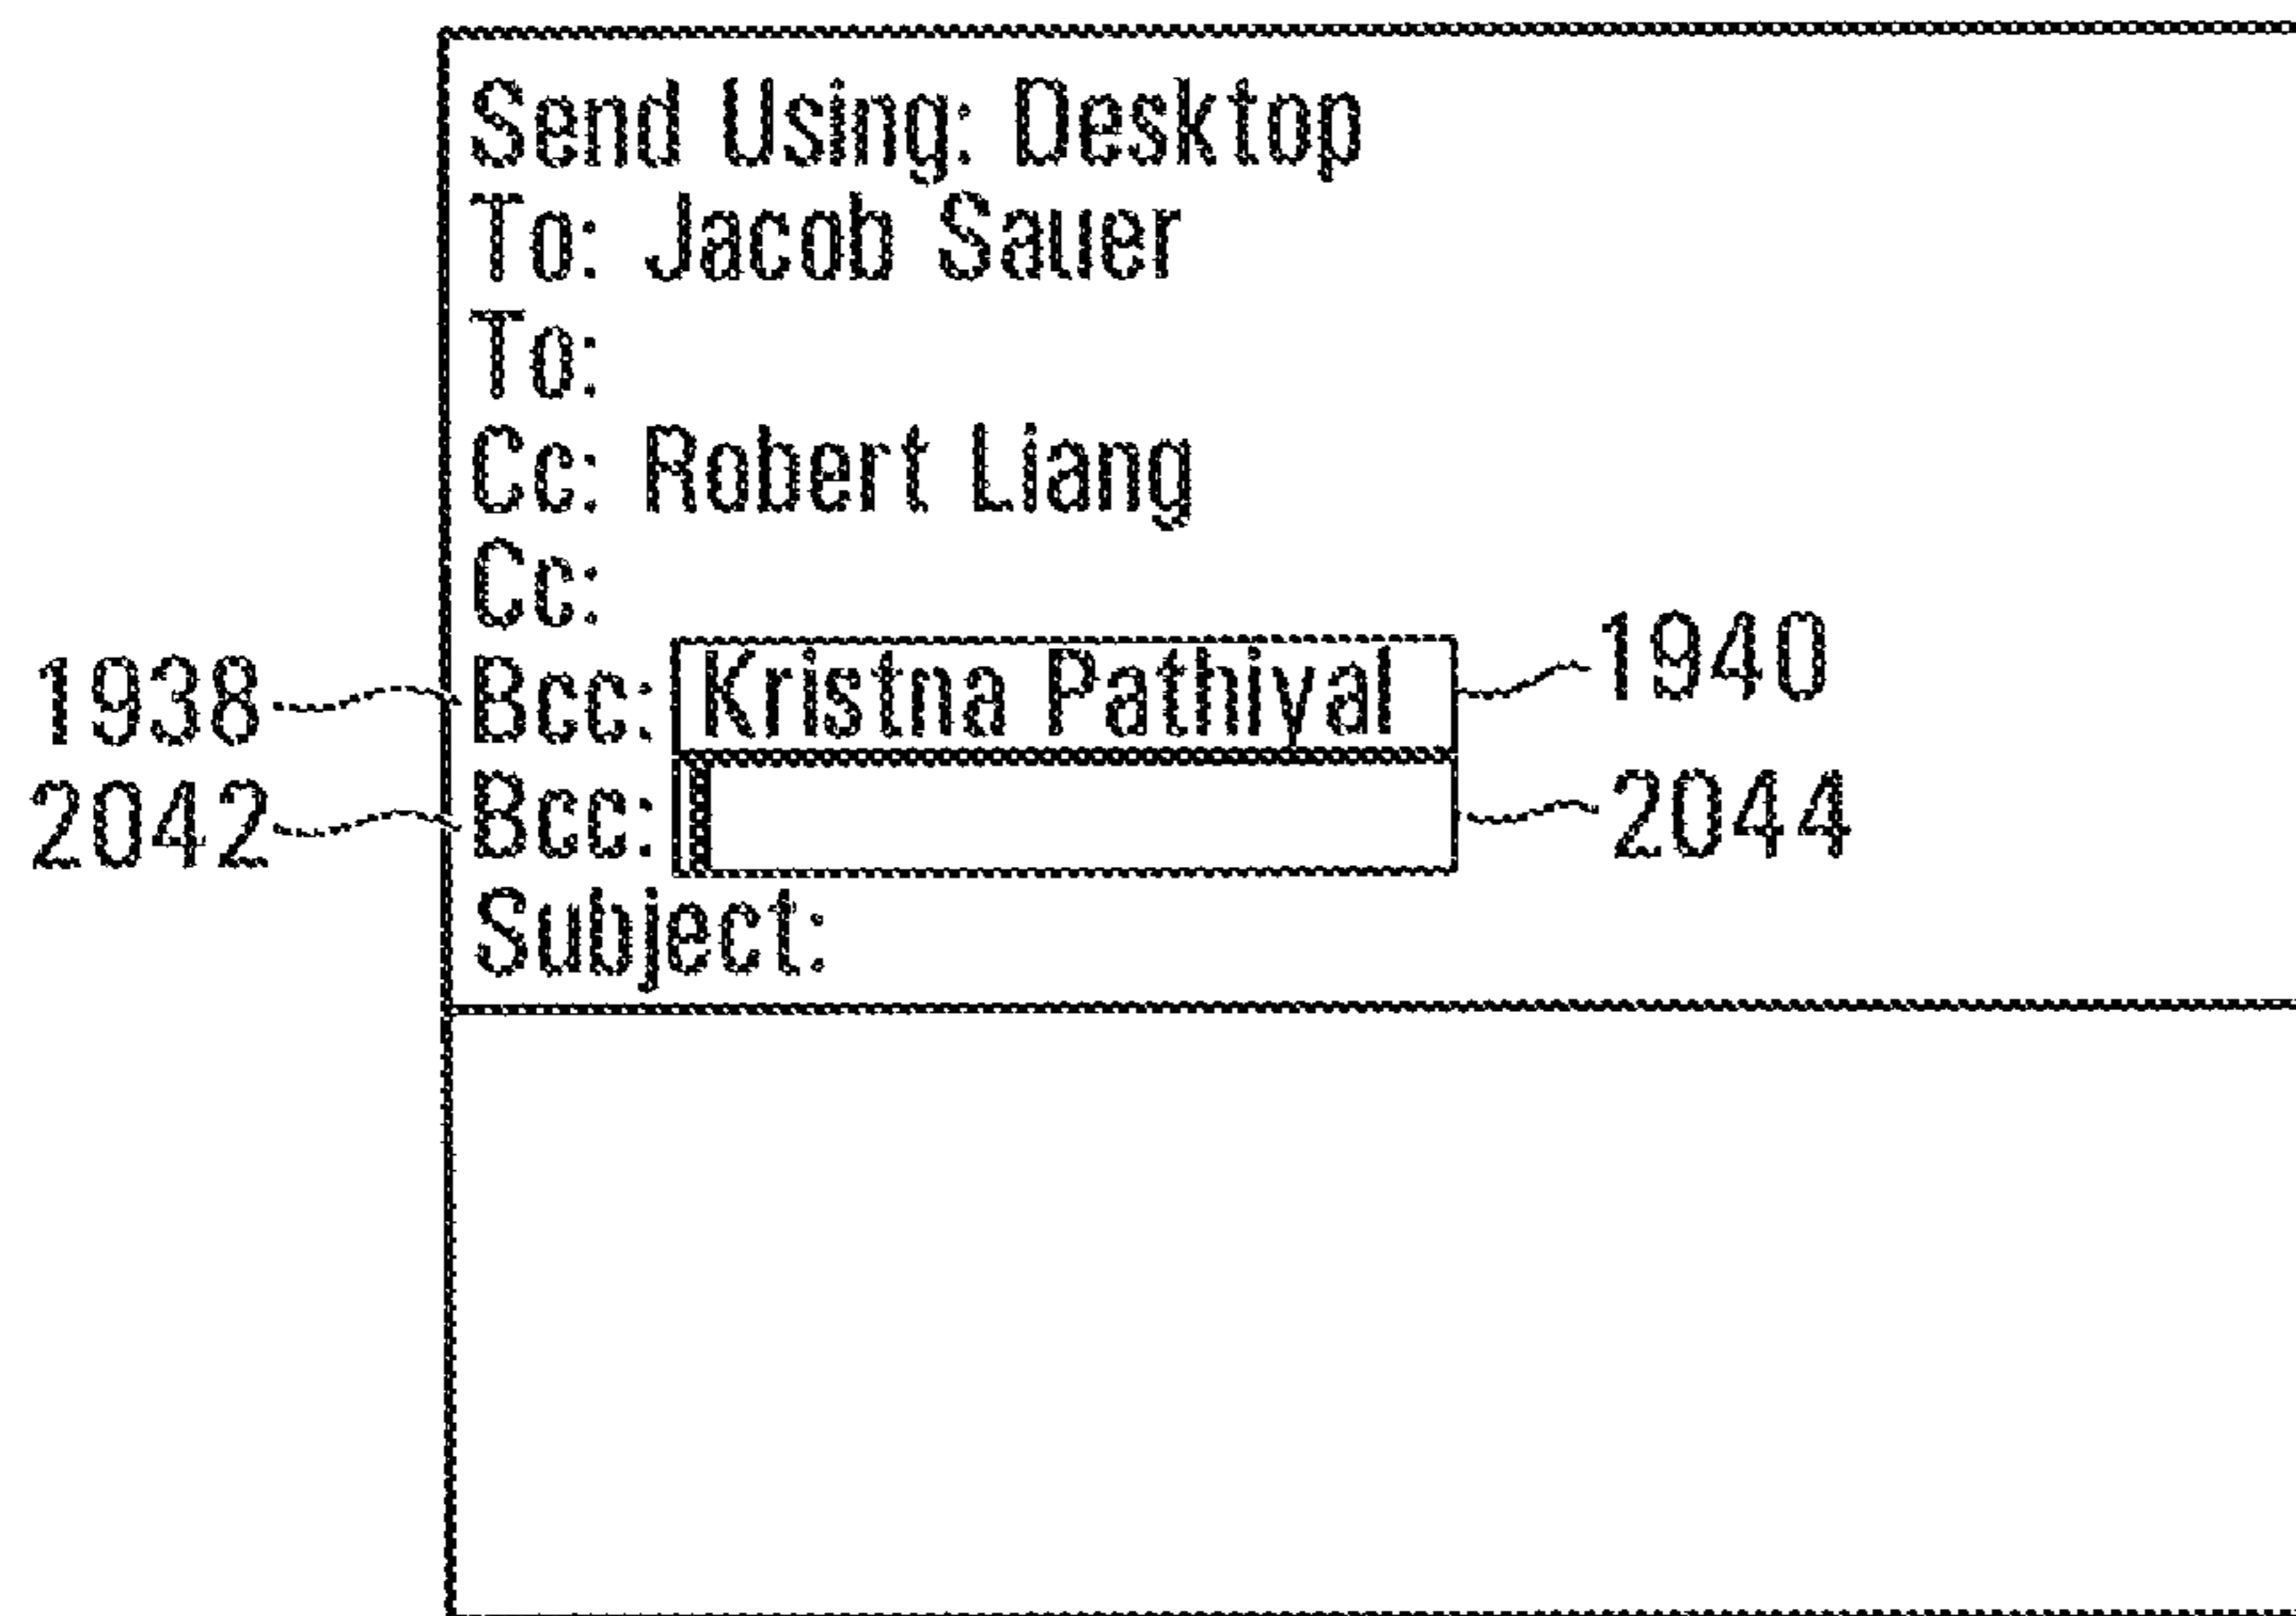 Send Using: Desktop
To: Jacob Sauer
To:
Cc: Robert Liang
Cc:
1938 Bcc: Kristna Pathiyal 1940
2042 Bcc: 2044
Subject: